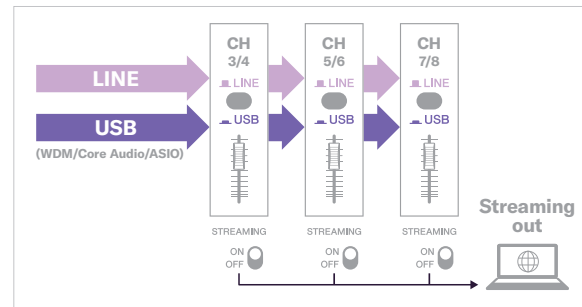 CH
3/4
CH
5/6
CH
7/8
LINE
LINE
LINE
LINE
USB
USB
USB
USB
(WDM/Core Audio/ASIO)
Streaming
out
STREAMING
STREAMING
STREAMING
ON
OFF
ON
OFF
ON
OFF